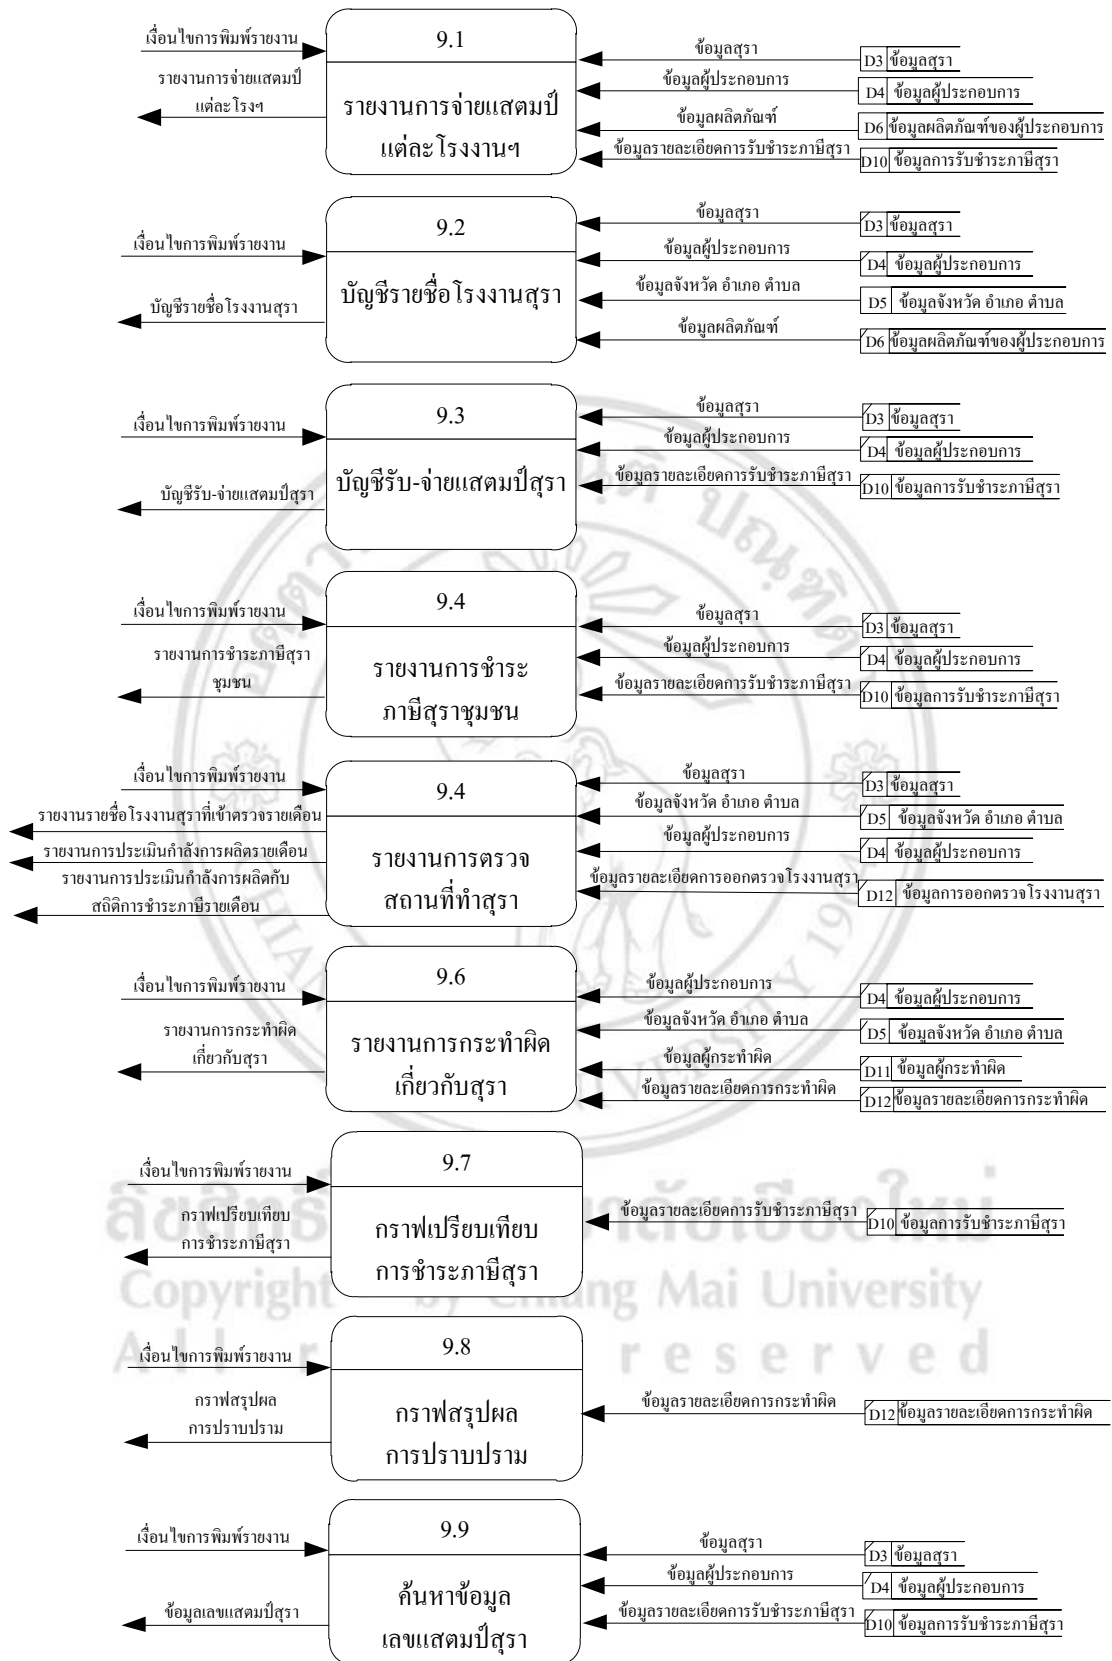 9.1
เงื่อนไขการพิมพ์รายงาน
รายงานการจ่ายแสตมป์
แต่ละโรงฯ
รายงานการจ่ายแสตมป์
แต่ละโรงงานฯ
ข้อมูลสุรา
D3 ข้อมูลสุรา
ข้อมูลผู้ประกอบการ
D4 ข้อมูลผู้ประกอบการ
ข้อมูลผลิตภัณฑ์
D6 ข้อมูลผลิตภัณฑ์ของผู้ประกอบการ
ข้อมูลรายละเอียดการรับชำระภาษีสุรา
D10 ข้อมูลการรับชำระภาษีสุรา
9.2
เงื่อนไขการพิมพ์รายงาน
บัญชีรายชื่อโรงงานสุรา
บัญชีรายชื่อโรงงานสุรา
ข้อมูลสุรา
D3 ข้อมูลสุรา
ข้อมูลผู้ประกอบการ
D4 ข้อมูลผู้ประกอบการ
ข้อมูลจังหวัด อำเภอ ตำบล
D5 ข้อมูลจังหวัด อำเภอ ตำบล
ข้อมูลผลิตภัณฑ์
D6 ข้อมูลผลิตภัณฑ์ของผู้ประกอบการ
9.3
เงื่อนไขการพิมพ์รายงาน
บัญชีรับ-จ่ายแสตมป์สุรา
บัญชีรับ-จ่ายแสตมป์สุรา
ข้อมูลสุรา
D3 ข้อมูลสุรา
ข้อมูลผู้ประกอบการ
D4 ข้อมูลผู้ประกอบการ
ข้อมูลรายละเอียดการรับชำระภาษีสุรา
D10 ข้อมูลการรับชำระภาษีสุรา
9.4
เงื่อนไขการพิมพ์รายงาน
รายงานการชำระภาษีสุรา
ชุมชน
รายงานการชำระ
ภาษีสุราชุมชน
ข้อมูลสุรา
D3 ข้อมูลสุรา
ข้อมูลผู้ประกอบการ
D4 ข้อมูลผู้ประกอบการ
ข้อมูลรายละเอียดการรับชำระภาษีสุรา
D10 ข้อมูลการรับชำระภาษีสุรา
9.4
เงื่อนไขการพิมพ์รายงาน
รายงานรายชื่อโรงงานสุราที่เข้าตรวจรายเดือน
รายงานการประเมินกำลังการผลิตรายเดือน
รายงานการประเมินกำลังการผลิตกับ
สถิติการชำระภาษีรายเดือน
รายงานการตรวจ
สถานที่ทำสุรา
ข้อมูลสุรา
D3 ข้อมูลสุรา
ข้อมูลจังหวัด อำเภอ ตำบล
D5 ข้อมูลจังหวัด อำเภอ ตำบล
ข้อมูลผู้ประกอบการ
D4 ข้อมูลผู้ประกอบการ
ข้อมูลรายละเอียดการออกตรวจโรงงานสุรา
D12 ข้อมูลการออกตรวจโรงงานสุรา
9.6
เงื่อนไขการพิมพ์รายงาน
รายงานการกระทำผิด
เกี่ยวกับสุรา
รายงานการกระทำผิด
เกี่ยวกับสุรา
ข้อมูลผู้ประกอบการ
D4 ข้อมูลผู้ประกอบการ
ข้อมูลจังหวัด อำเภอ ตำบล
D5 ข้อมูลจังหวัด อำเภอ ตำบล
ข้อมูลผู้กระทำผิด
D11 ข้อมูลผู้กระทำผิด
ข้อมูลรายละเอียดการกระทำผิด
D12 ข้อมูลรายละเอียดการกระทำผิด
9.7
เงื่อนไขการพิมพ์รายงาน
กราฟเปรียบเทียบ
การชำระภาษีสุรา
กราฟเปรียบเทียบ
การชำระภาษีสุรา
ข้อมูลรายละเอียดการรับชำระภาษีสุรา
D10 ข้อมูลการรับชำระภาษีสุรา
Copyright by Chiang Mai University
All r reserved
9.8
เงื่อนไขการพิมพ์รายงาน
กราฟสรุปผล
การปราบปราม
กราฟสรุปผล
การปราบปราม
ข้อมูลรายละเอียดการกระทำผิด
D12 ข้อมูลรายละเอียดการกระทำผิด
9.9
เงื่อนไขการพิมพ์รายงาน
ข้อมูลเลขแสตมป์สุรา
ค้นหาข้อมูล
เลขแสตมป์สุรา
ข้อมูลสุรา
D3 ข้อมูลสุรา
ข้อมูลผู้ประกอบการ
D4 ข้อมูลผู้ประกอบการ
ข้อมูลรายละเอียดการรับชำระภาษีสุรา
D10 ข้อมูลการรับชำระภาษีสุรา